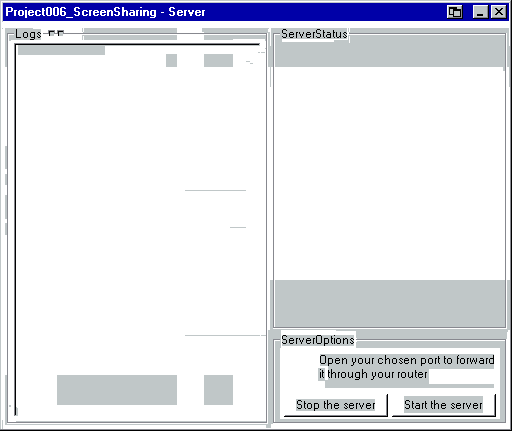 Project006_ScreenSharing - Server
Logs
ServerStatus
ServerOptions
Open your chosen port to forward
it through your router
Stop the server
Start the server